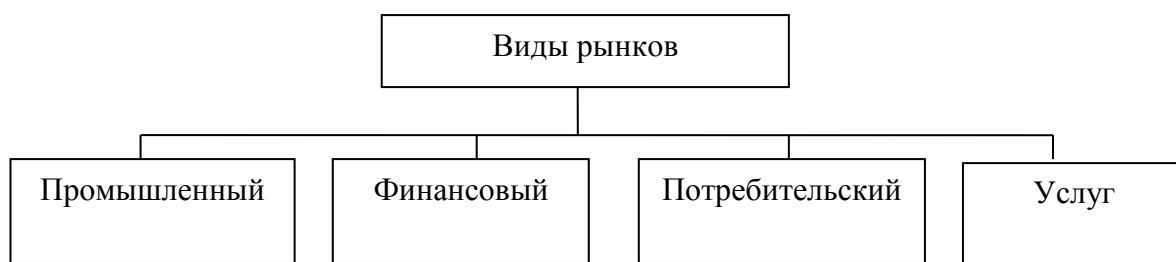 Виды рынков
Промышленный
Финансовый
Потребительский
Услуг